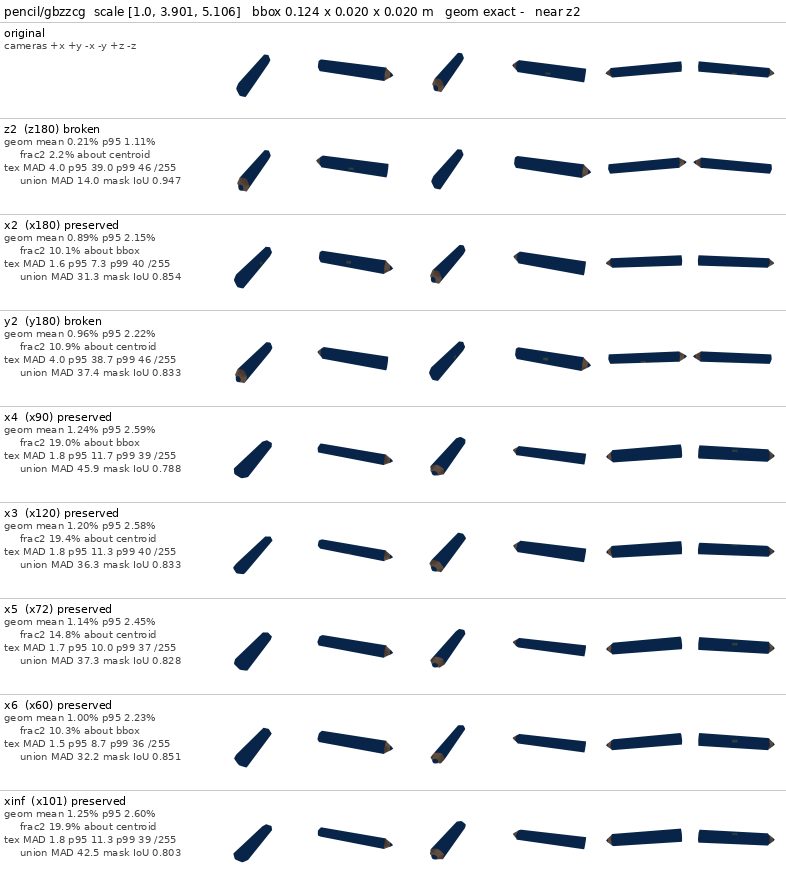 pencil/gbzzcg  scale [1.0, 3.901, 5.106]   bbox 0.124 x 0.020 x 0.020 m   geom exact -   near z2
original
cameras +x +y -x -y +z -z
z2  (z180) broken
geom mean 0.21% p95 1.11%
frac2 2.2% about centroid
tex MAD 4.0 p95 39.0 p99 46 /255
union MAD 14.0 mask IoU 0.947
x2  (x180) preserved
geom mean 0.89% p95 2.15%
frac2 10.1% about bbox
tex MAD 1.6 p95 7.3 p99 40 /255
union MAD 31.3 mask IoU 0.854
y2  (y180) broken
geom mean 0.96% p95 2.22%
frac2 10.9% about centroid
tex MAD 4.0 p95 38.7 p99 46 /255
union MAD 37.4 mask IoU 0.833
x4  (x90) preserved
geom mean 1.24% p95 2.59%
frac2 19.0% about bbox
tex MAD 1.8 p95 11.7 p99 39 /255
union MAD 45.9 mask IoU 0.788
x3  (x120) preserved
geom mean 1.20% p95 2.58%
frac2 19.4% about centroid
tex MAD 1.8 p95 11.3 p99 40 /255
union MAD 36.3 mask IoU 0.833
x5  (x72) preserved
geom mean 1.14% p95 2.45%
frac2 14.8% about centroid
tex MAD 1.7 p95 10.0 p99 37 /255
union MAD 37.3 mask IoU 0.828
x6  (x60) preserved
geom mean 1.00% p95 2.23%
frac2 10.3% about bbox
tex MAD 1.5 p95 8.7 p99 36 /255
union MAD 32.2 mask IoU 0.851
xinf  (x101) preserved
geom mean 1.25% p95 2.60%
frac2 19.9% about centroid
tex MAD 1.8 p95 11.3 p99 39 /255
union MAD 42.5 mask IoU 0.803